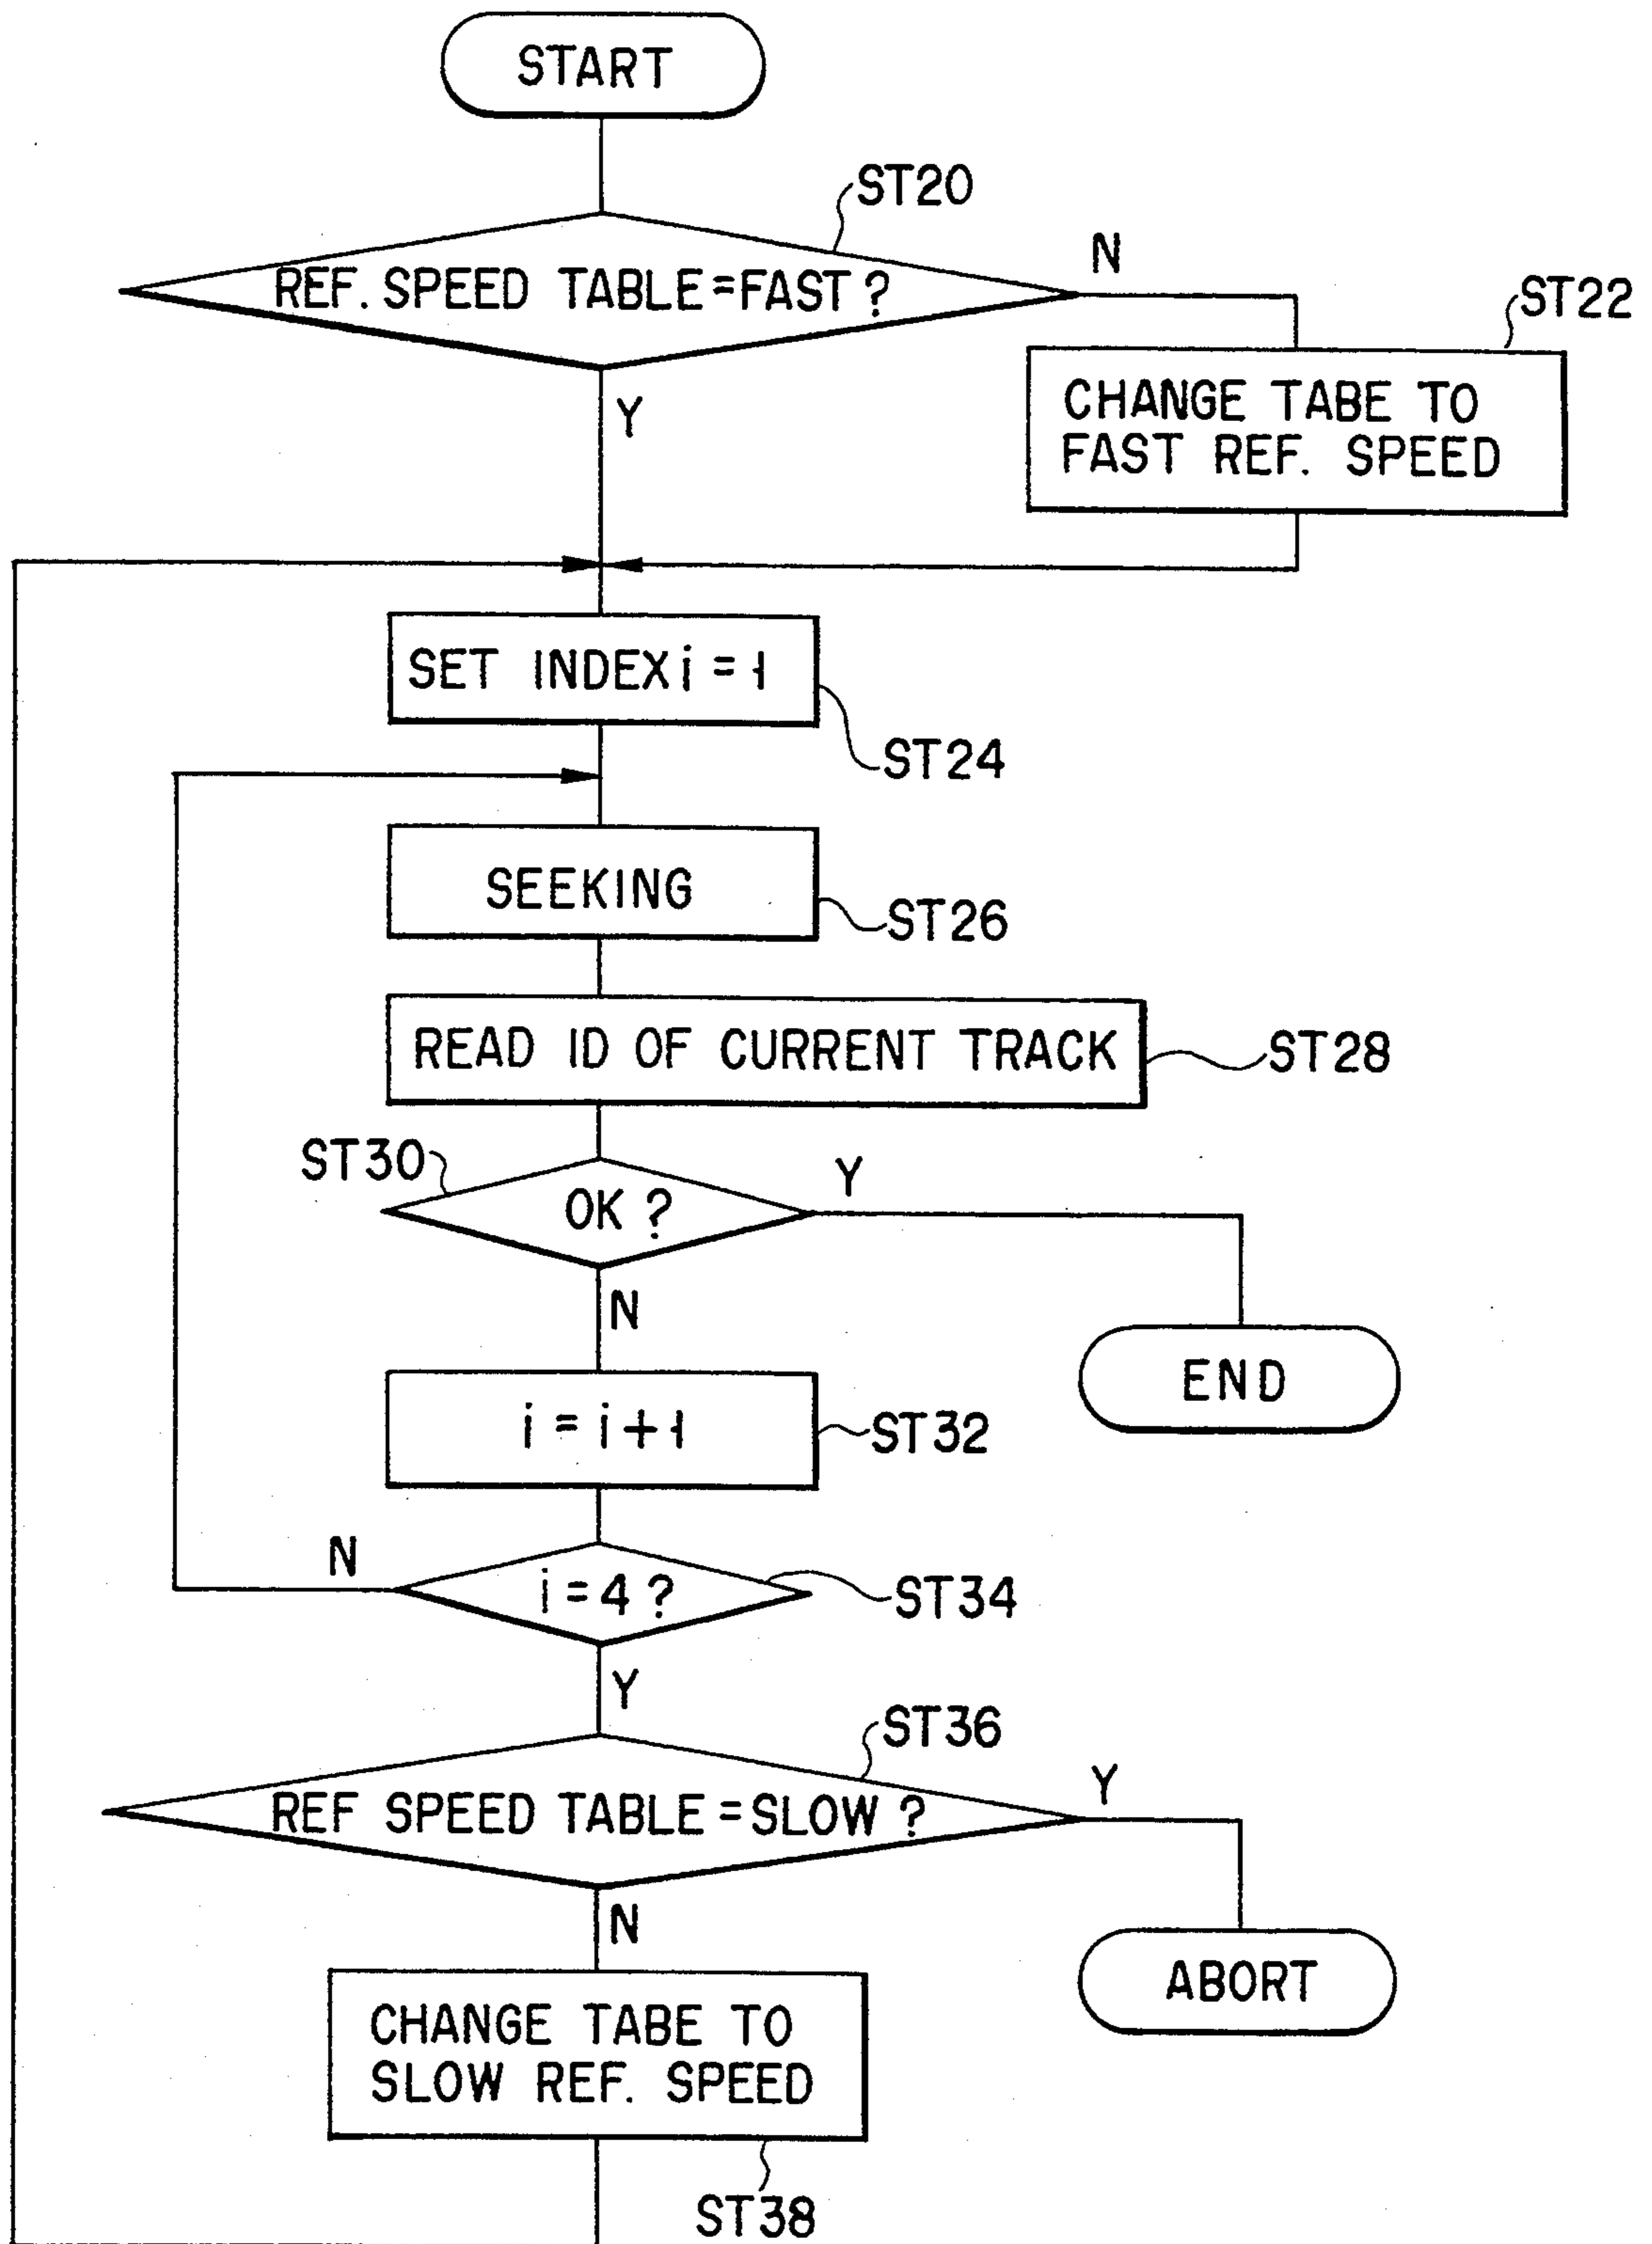 START
ST20
REF. SPEED TABLE=FAST?
N
ST22
CHANGE TABE TO
FAST REF. SPEED
Y
SET INDEX i = 1
ST24
SEEKING
ST26
READ ID OF CURRENT TRACK
ST28
ST30
OK ?
Y
N
END
i = i + 1
ST32
N
i = 4 ?
ST34
Y
ST36
REF SPEED TABLE=SLOW ?
Y
N
ABORT
CHANGE TABE TO
SLOW REF. SPEED
ST38